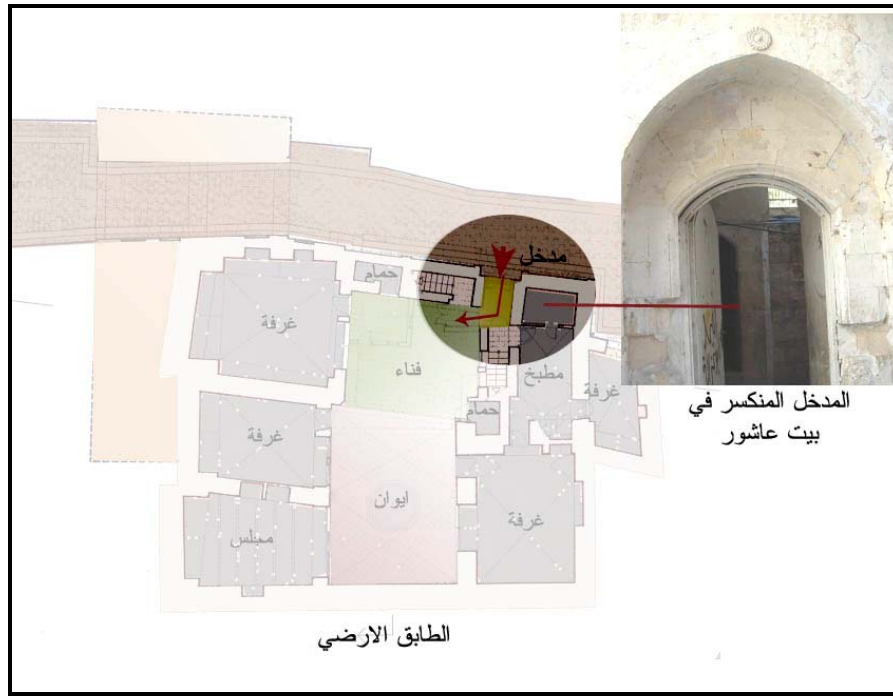 مدخل
حمام
غرفة
فناء
مطبخ
غرفة
حمام
غرفة
ايوان
غرفة
مجلس
المدخل المنكسر في
بيت عاشور
الطابق الارضي